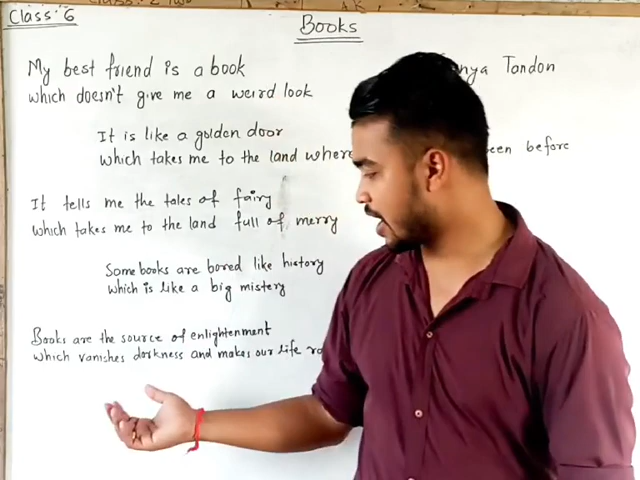 Class: 6
Books
nya Tondon
My best friend is a book
which doesn't give me a weird look
It is like a golden door
which takes me to the land where een before
It tells me the tales of fairy
which takes me to the land full of merry
Some books are bored like history
which is like a big mistery
Books are the source of enlightenment
which vanishes darkness and makes our life